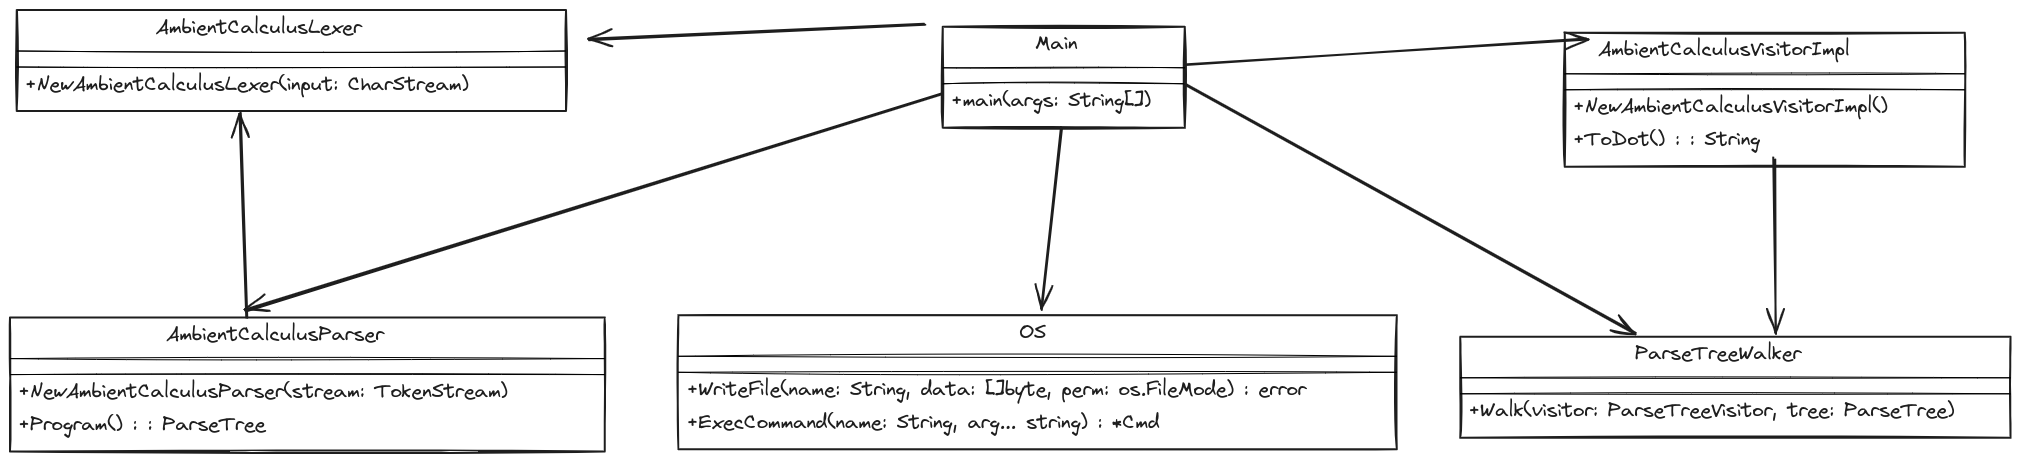 AmbientCalculusLexer
+NewAmbientCalculusLexer(input: CharStream)
Main
+main(args: String[])
AmbientCalculusVisitorImpl
+NewAmbientCalculusVisitorImpl()
+ToDot() : : String
AmbientCalculusParser
+NewAmbientCalculusParser(stream: TokenStream)
+Program() : : ParseTree
OS
+WriteFile(name: String, data: []byte, perm: os.FileMode) : error
+ExecCommand(name: String, arg... string) : *Cmd
ParseTreeWalker
+Walk(visitor: ParseTreeVisitor, tree: ParseTree)